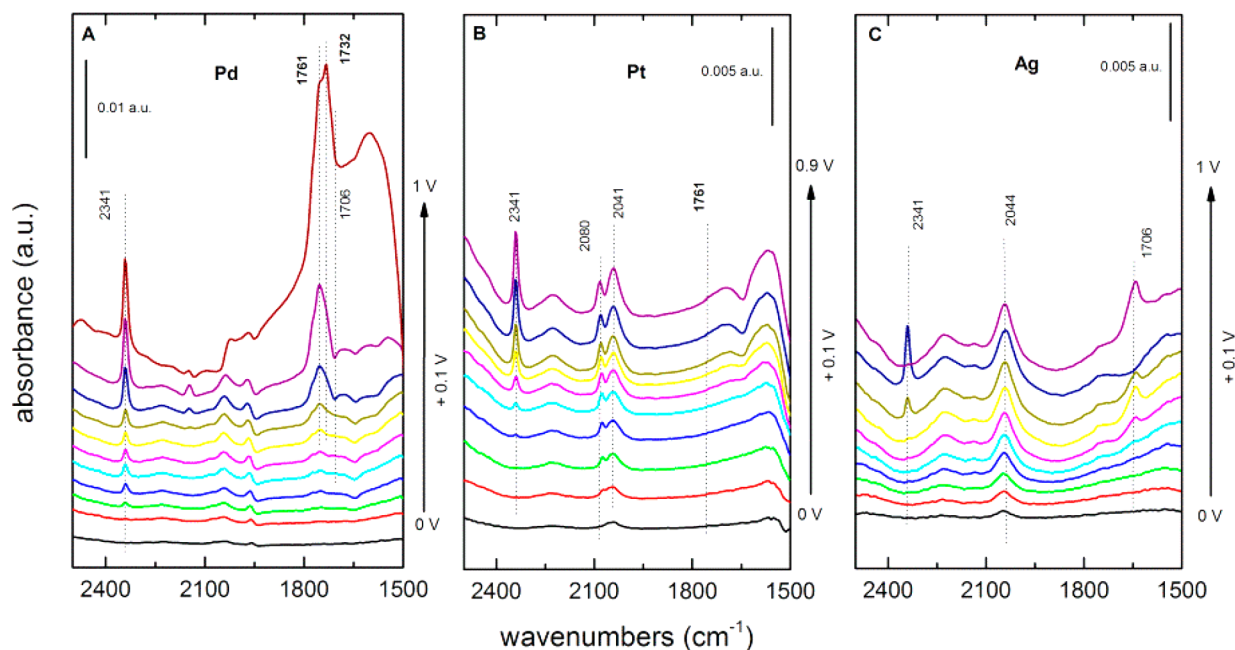 A
B
C
Pd
Pt
Ag
0.01 a.u.
0.005 a.u.
0.005 a.u.
2341
1761
1732
1706
2341
2080
2041
1761
2341
2044
1706
1 V
+ 0.1 V
0 V
0.9 V
+ 0.1 V
0 V
1 V
+ 0.1 V
0 V
absorbance (a.u.)
2400 2100 1800 1500
2400 2100 1800 1500
2400 2100 1800 1500
wavenumbers (cm⁻¹)